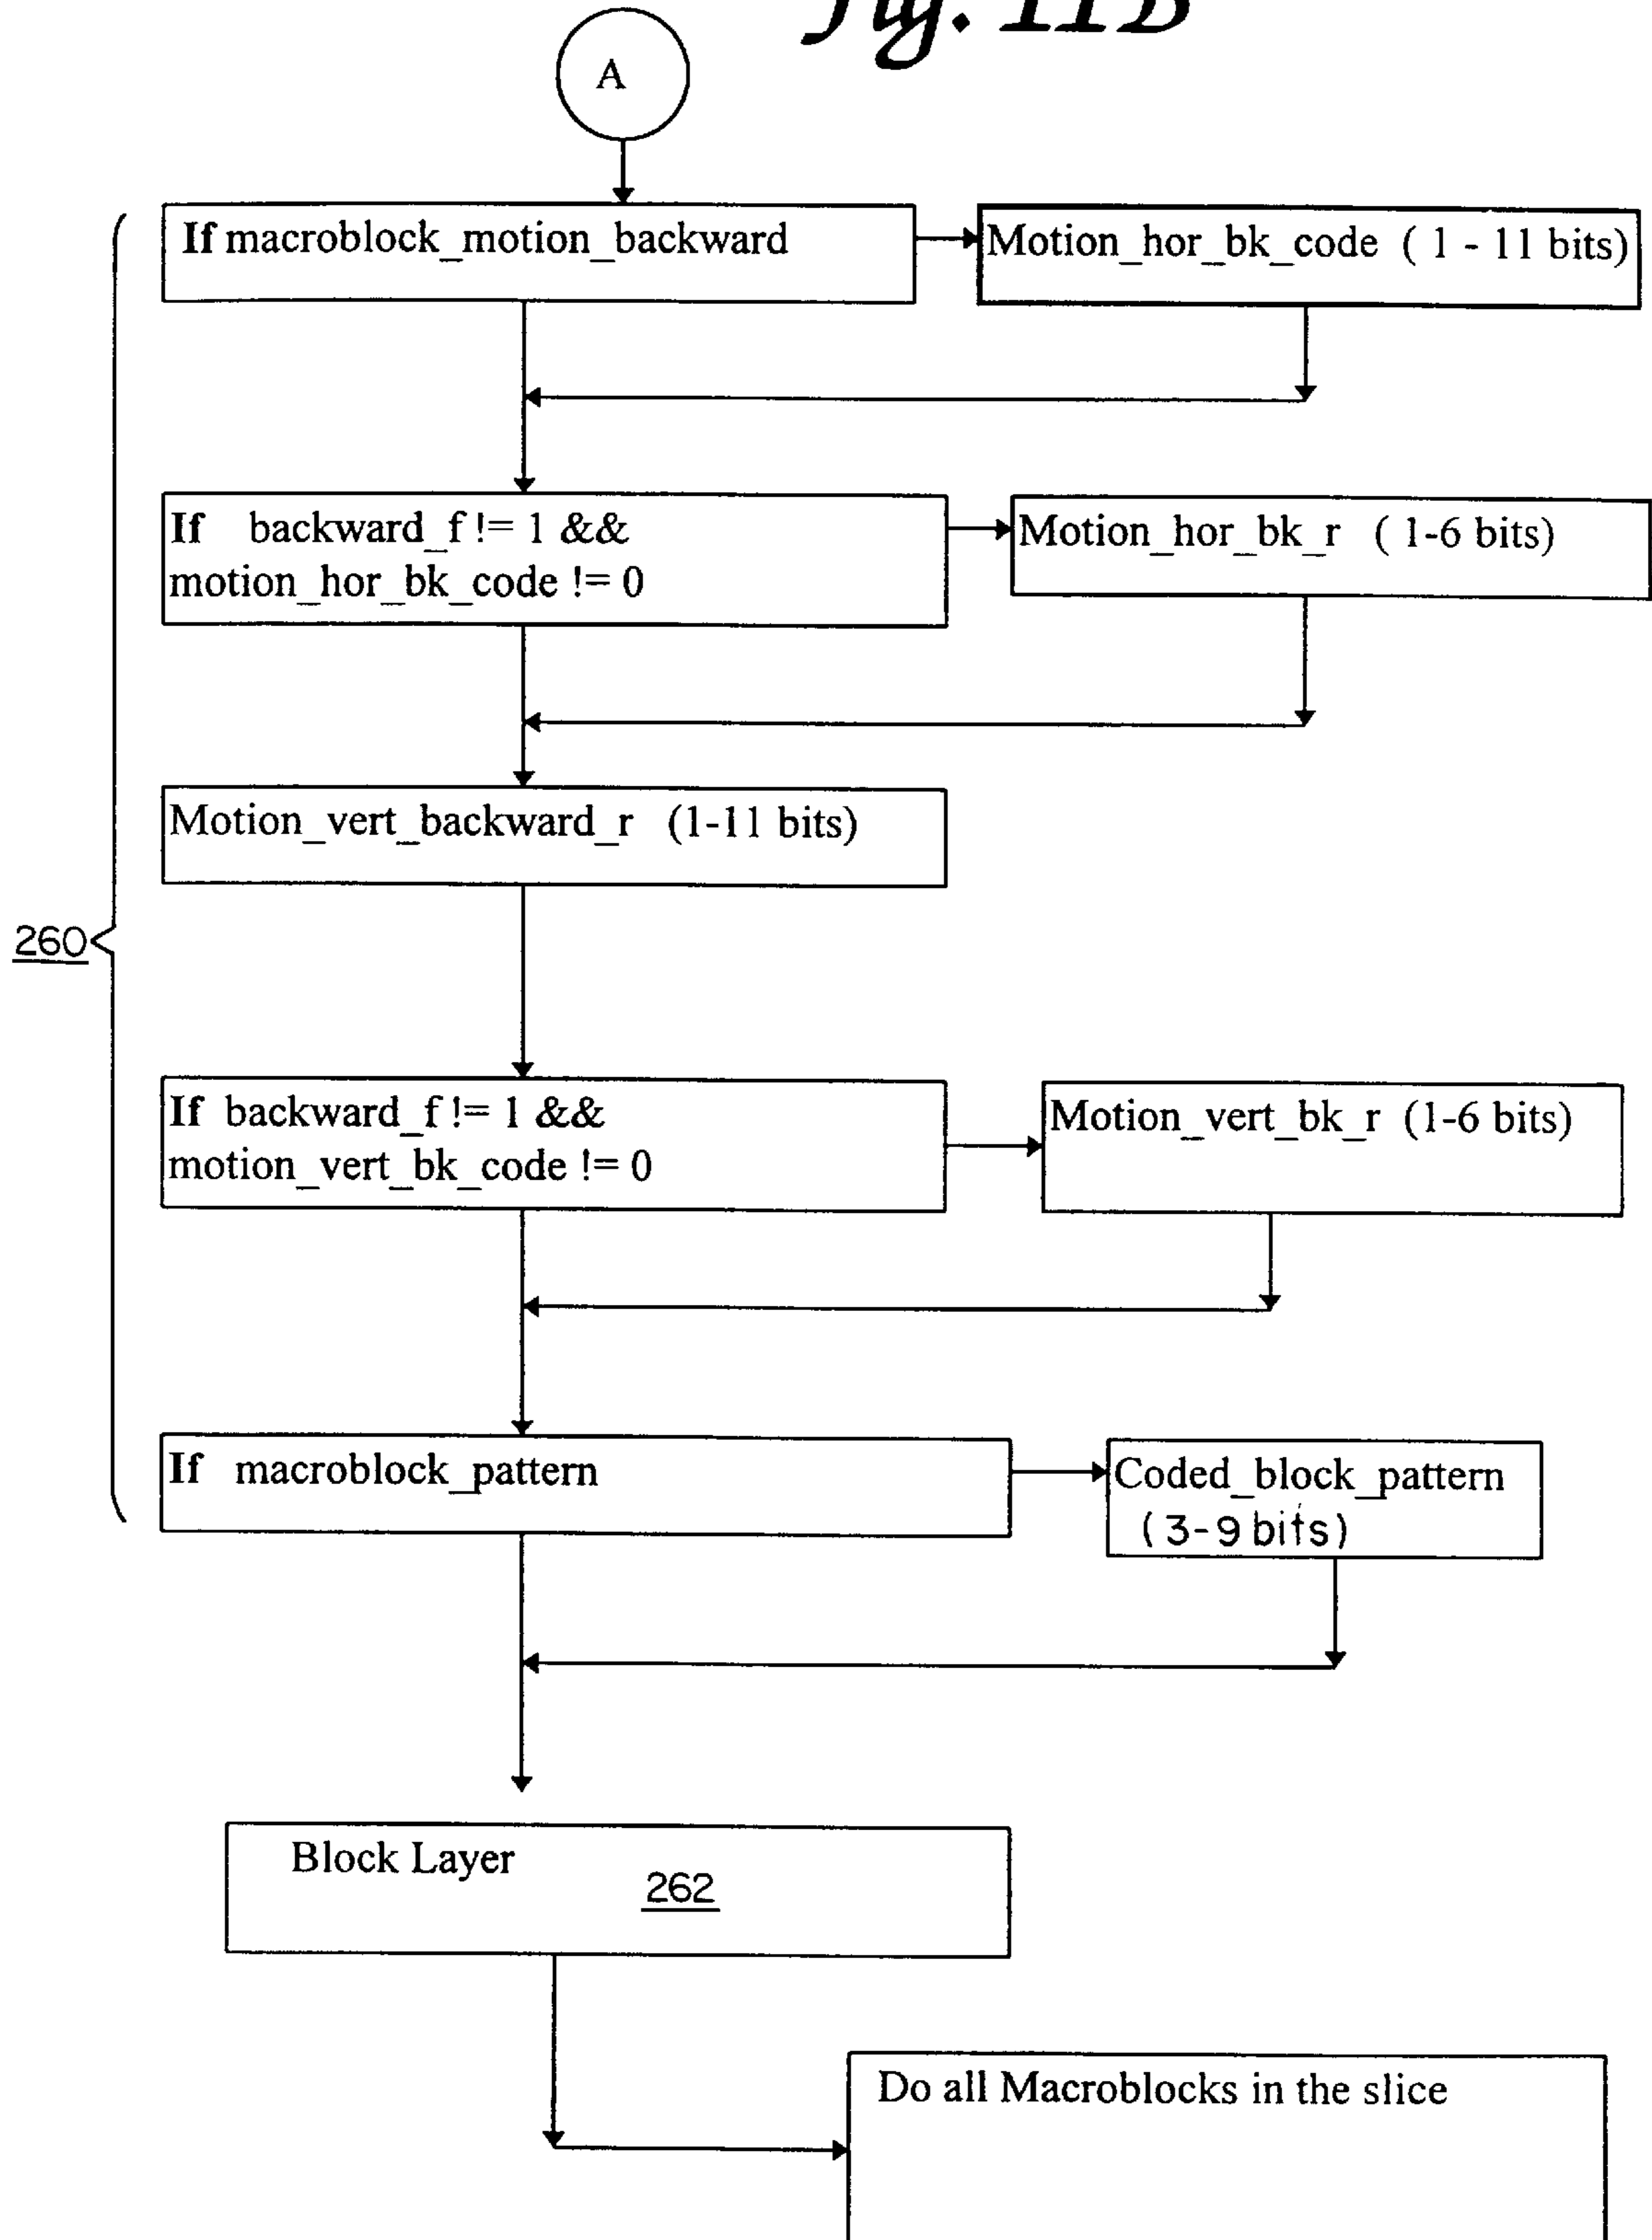 Fig. 11B
A
If macroblock_motion_backward
Motion_hor_bk_code ( 1 - 11 bits)
If backward_f != 1 &&
motion_hor_bk_code != 0
Motion_hor_bk_r ( 1-6 bits)
Motion_vert_backward_r (1-11 bits)
260
If backward_f != 1 &&
motion_vert_bk_code != 0
Motion_vert_bk_r (1-6 bits)
If macroblock_pattern
Coded_block_pattern
(3-9 bits)
Block Layer
262
Do all Macroblocks in the slice